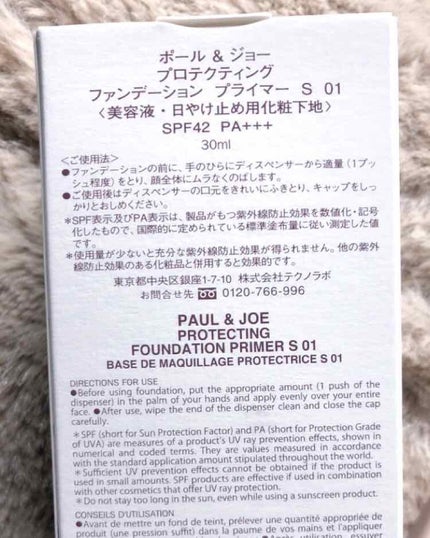 ポール & ジョー
プロテクティング
ファンデーション プライマー S 01
〈美容液・日やけ止め用化粧下地〉
SPF42 PA+++
30ml
<ご使用法>
●ファンデーションの前に、手のひらにディスペンサーから適量（1プッ
シュ程度）をとり、顔全体にムラなくのばします。
●ご使用後はディスペンサーの口元をきれいにふきとり、キャップをしっ
かりとおしめください。
＊SPF表示及びPA表示は、製品がもつ紫外線防止効果を数値化・記号
化したもので、国際的に定められている標準塗布量に従い測定した値
です。
＊使用量が少ないと充分な紫外線防止効果が得られません。他の紫外
線防止効果のある化粧品と併用すると効果的です。
東京都中央区銀座1-7-10 株式会社テクノラボ
お問合せ先 0120-766-996
PAUL & JOE
PROTECTING
FOUNDATION PRIMER S 01
BASE DE MAQUILLAGE PROTECTRICE S 01
DIRECTIONS FOR USE
●Before using foundation, put the appropriate amount (1 push of the
dispenser) in the palm of your hands and apply evenly over your entire
face. ●After use, wipe the end of the dispenser clean and close the cap
carefully.
＊SPF (short for Sun Protection Factor) and PA (short for Protection Grade
of UVA) are measures of a product's UV ray prevention effects, shown in
numerical and coded terms. They are values measured in accordance
with the standard application amount stipulated throughout the world.
＊Sufficient UV prevention effects cannot be obtained if the product is
used in small amounts. SPF products are effective if used in combination
with other cosmetics that offer UV ray protection.
＊Do not stay too long in the sun, even while using a sunscreen product.
CONSEILS D'UTILISATION
●Avant de mettre un fond de teint, prélever une quantité appropriée de
produit (une pression suffit) dans la paume de vos mains et l'appliquer